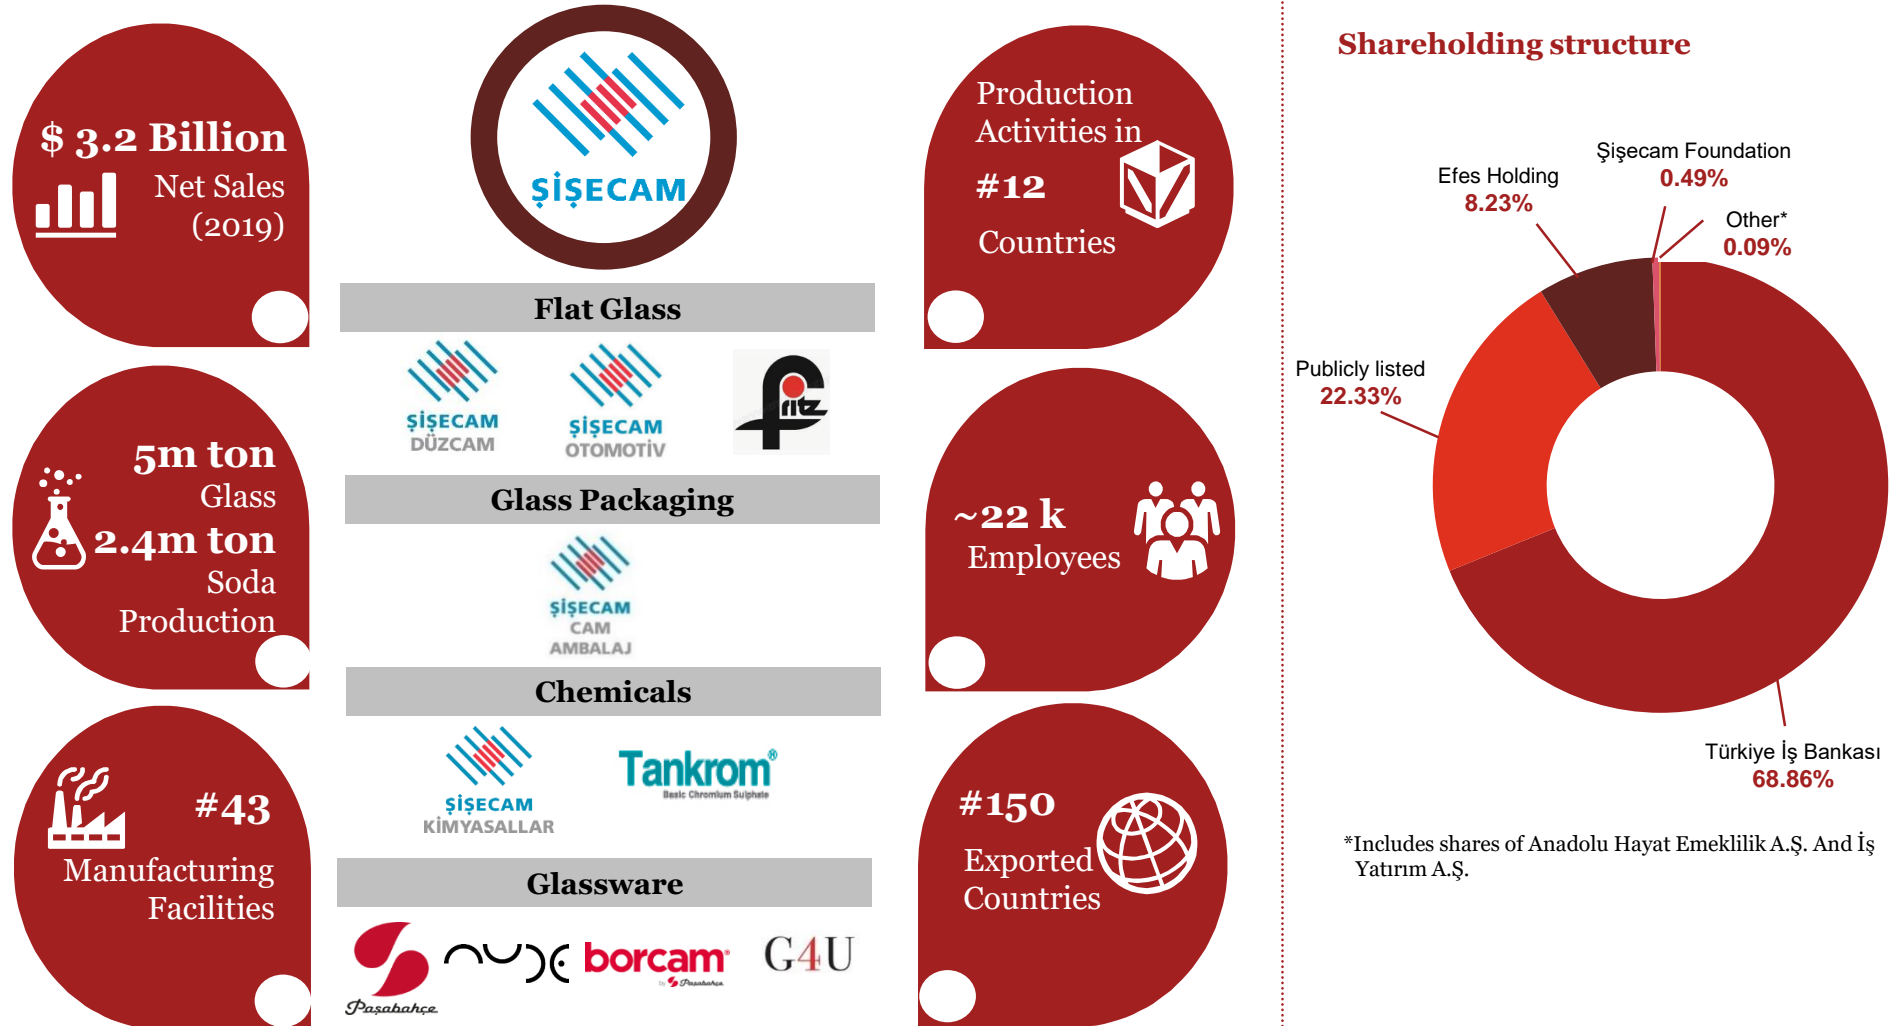 $ 3.2 Billion
Net Sales
(2019)
5m ton
Glass
2.4m ton
Soda
Production
#43
Manufacturing
Facilities
ŞİŞECAM
Flat Glass
ŞİŞECAM
DÜZCAM
ŞİŞECAM
OTOMOTİV
fritz
Glass Packaging
ŞİŞECAM
CAM
AMBALAJ
Chemicals
ŞİŞECAM
KİMYASALLAR
Tankrom®
Basic Chromium Sulphate
Glassware
Paşabahçe
NUDE
borcam®
by Paşabahçe
G4U
Production
Activities in
#12
Countries
~22 k
Employees
#150
Exported
Countries
Shareholding structure
Şişecam Foundation
0.49%
Efes Holding
8.23%
Other*
0.09%
Publicly listed
22.33%
Türkiye İş Bankası
68.86%
*Includes shares of Anadolu Hayat Emeklilik A.Ş. And İş
Yatırım A.Ş.